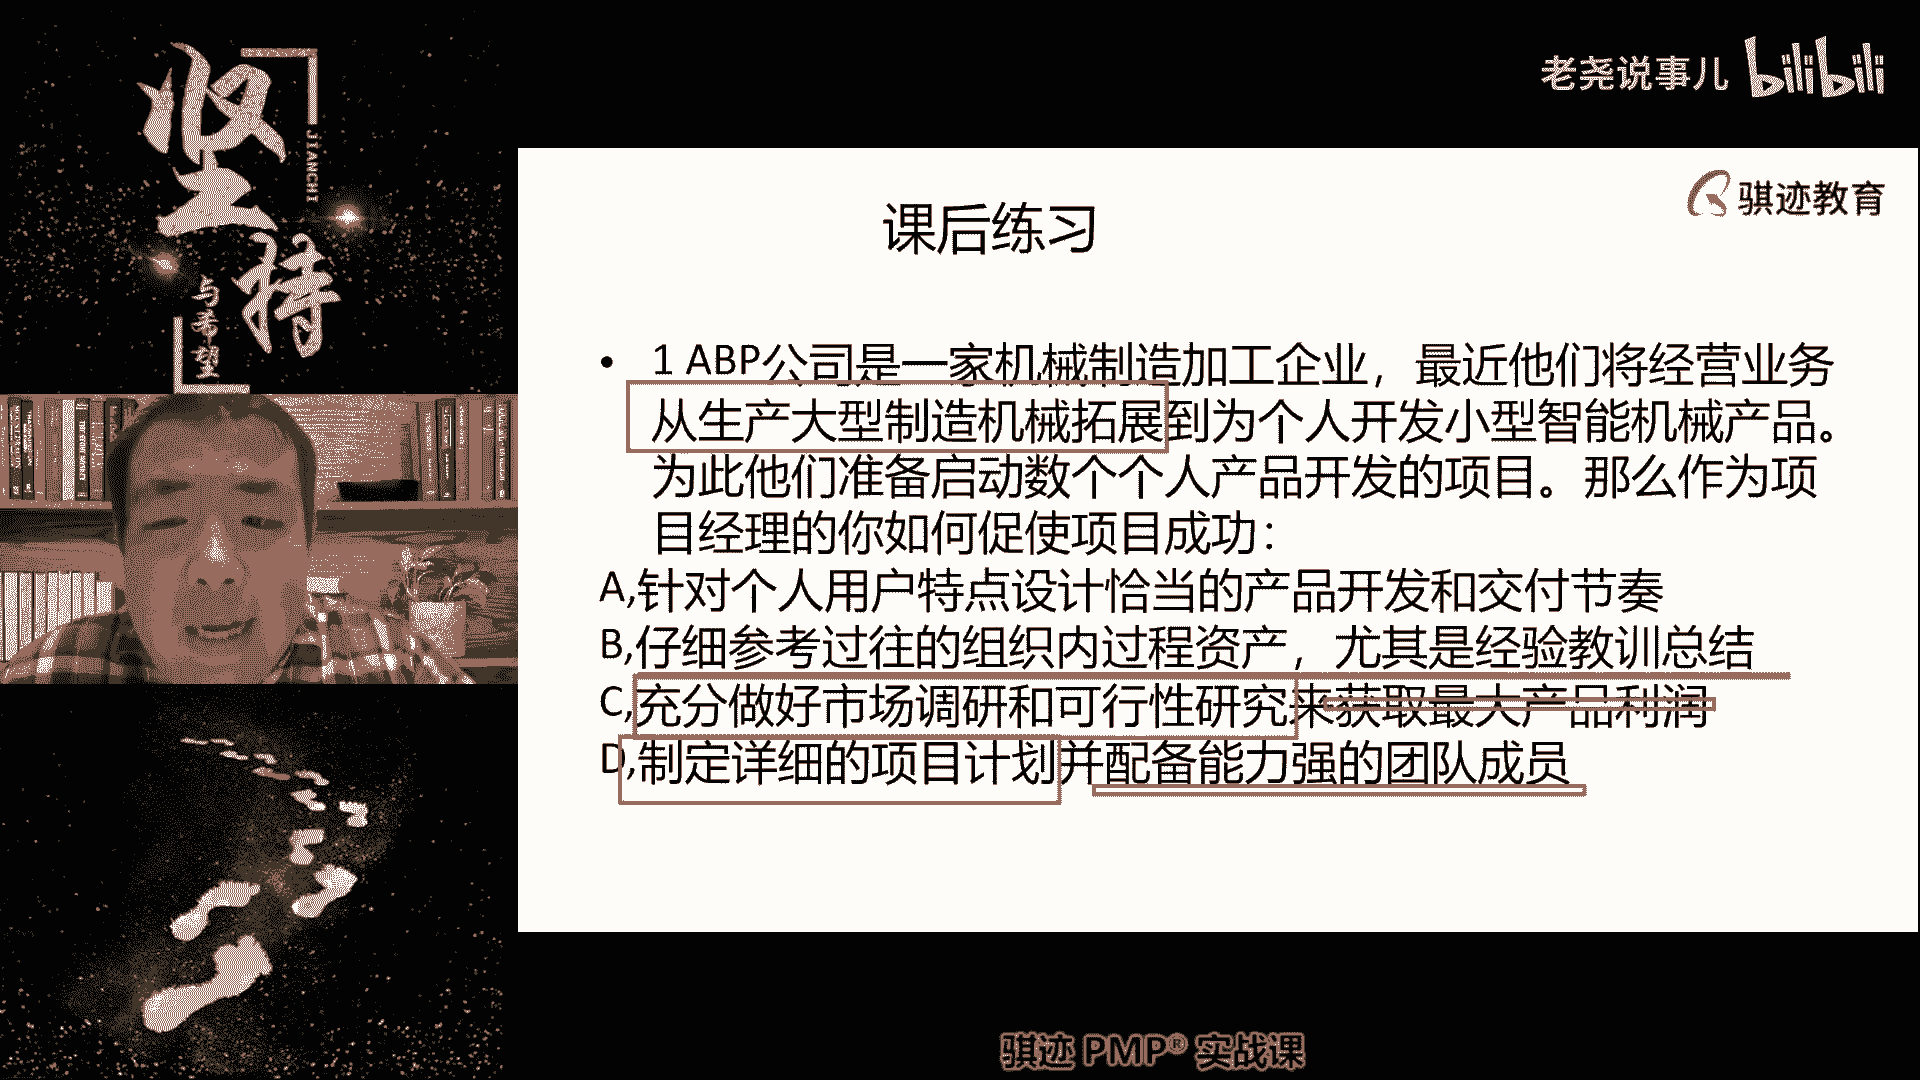 坚持
JIANCHI
与希望
老尧说事儿 bilibili
骐迹教育
课后练习
• 1 ABP公司是一家机械制造加工企业，最近他们将经营业务
从生产大型制造机械拓展到为个人开发小型智能机械产品。
为此他们准备启动数个个人产品开发的项目。那么作为项
目经理的你如何促使项目成功：
A,针对个人用户特点设计恰当的产品开发和交付节奏
B,仔细参考过往的组织内过程资产，尤其是经验教训总结
C,充分做好市场调研和可行性研究来获取最大产品利润
D,制定详细的项目计划并配备能力强的团队成员
骐迹 PMP® 实战课